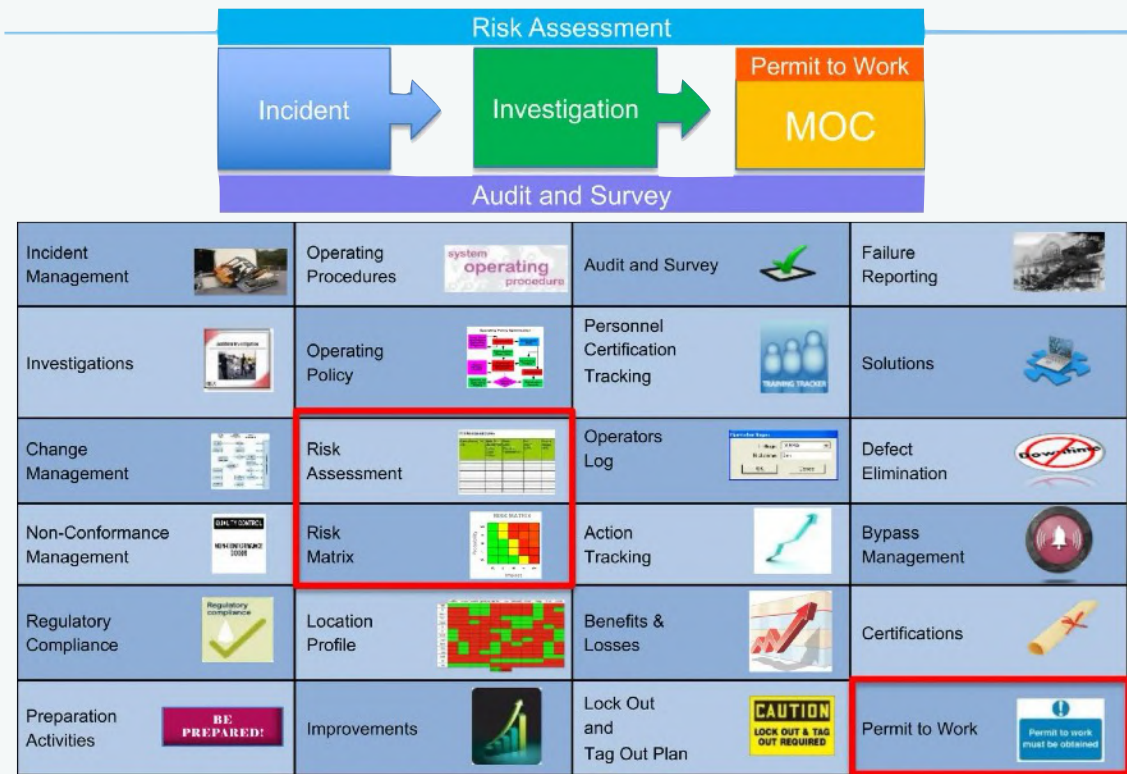 Risk Assessment
Incident
Investigation
Permit to Work
MOC
Audit and Survey
Incident
Management
Operating
Procedures
system
operating
procedure
Audit and Survey
Failure
Reporting
Investigations
Operating
Policy
Personnel
Certification
Tracking
TRAINING TRACKER
Solutions
Change
Management
Risk
Assessment
Operators
Log
Defect
Elimination
Downtime
Non-Conformance
Management
QUALITY CONTROL
Risk
Matrix
RISK MATRIX
Action
Tracking
Bypass
Management
Regulatory
Compliance
Regulatory
compliance
Location
Profile
Benefits &
Losses
Certifications
Preparation
Activities
BE
PREPARED!
Improvements
Lock Out
and
Tag Out Plan
CAUTION
LOCK OUT & TAG
OUT REQUIRED
Permit to Work
Permit to work
must be obtained